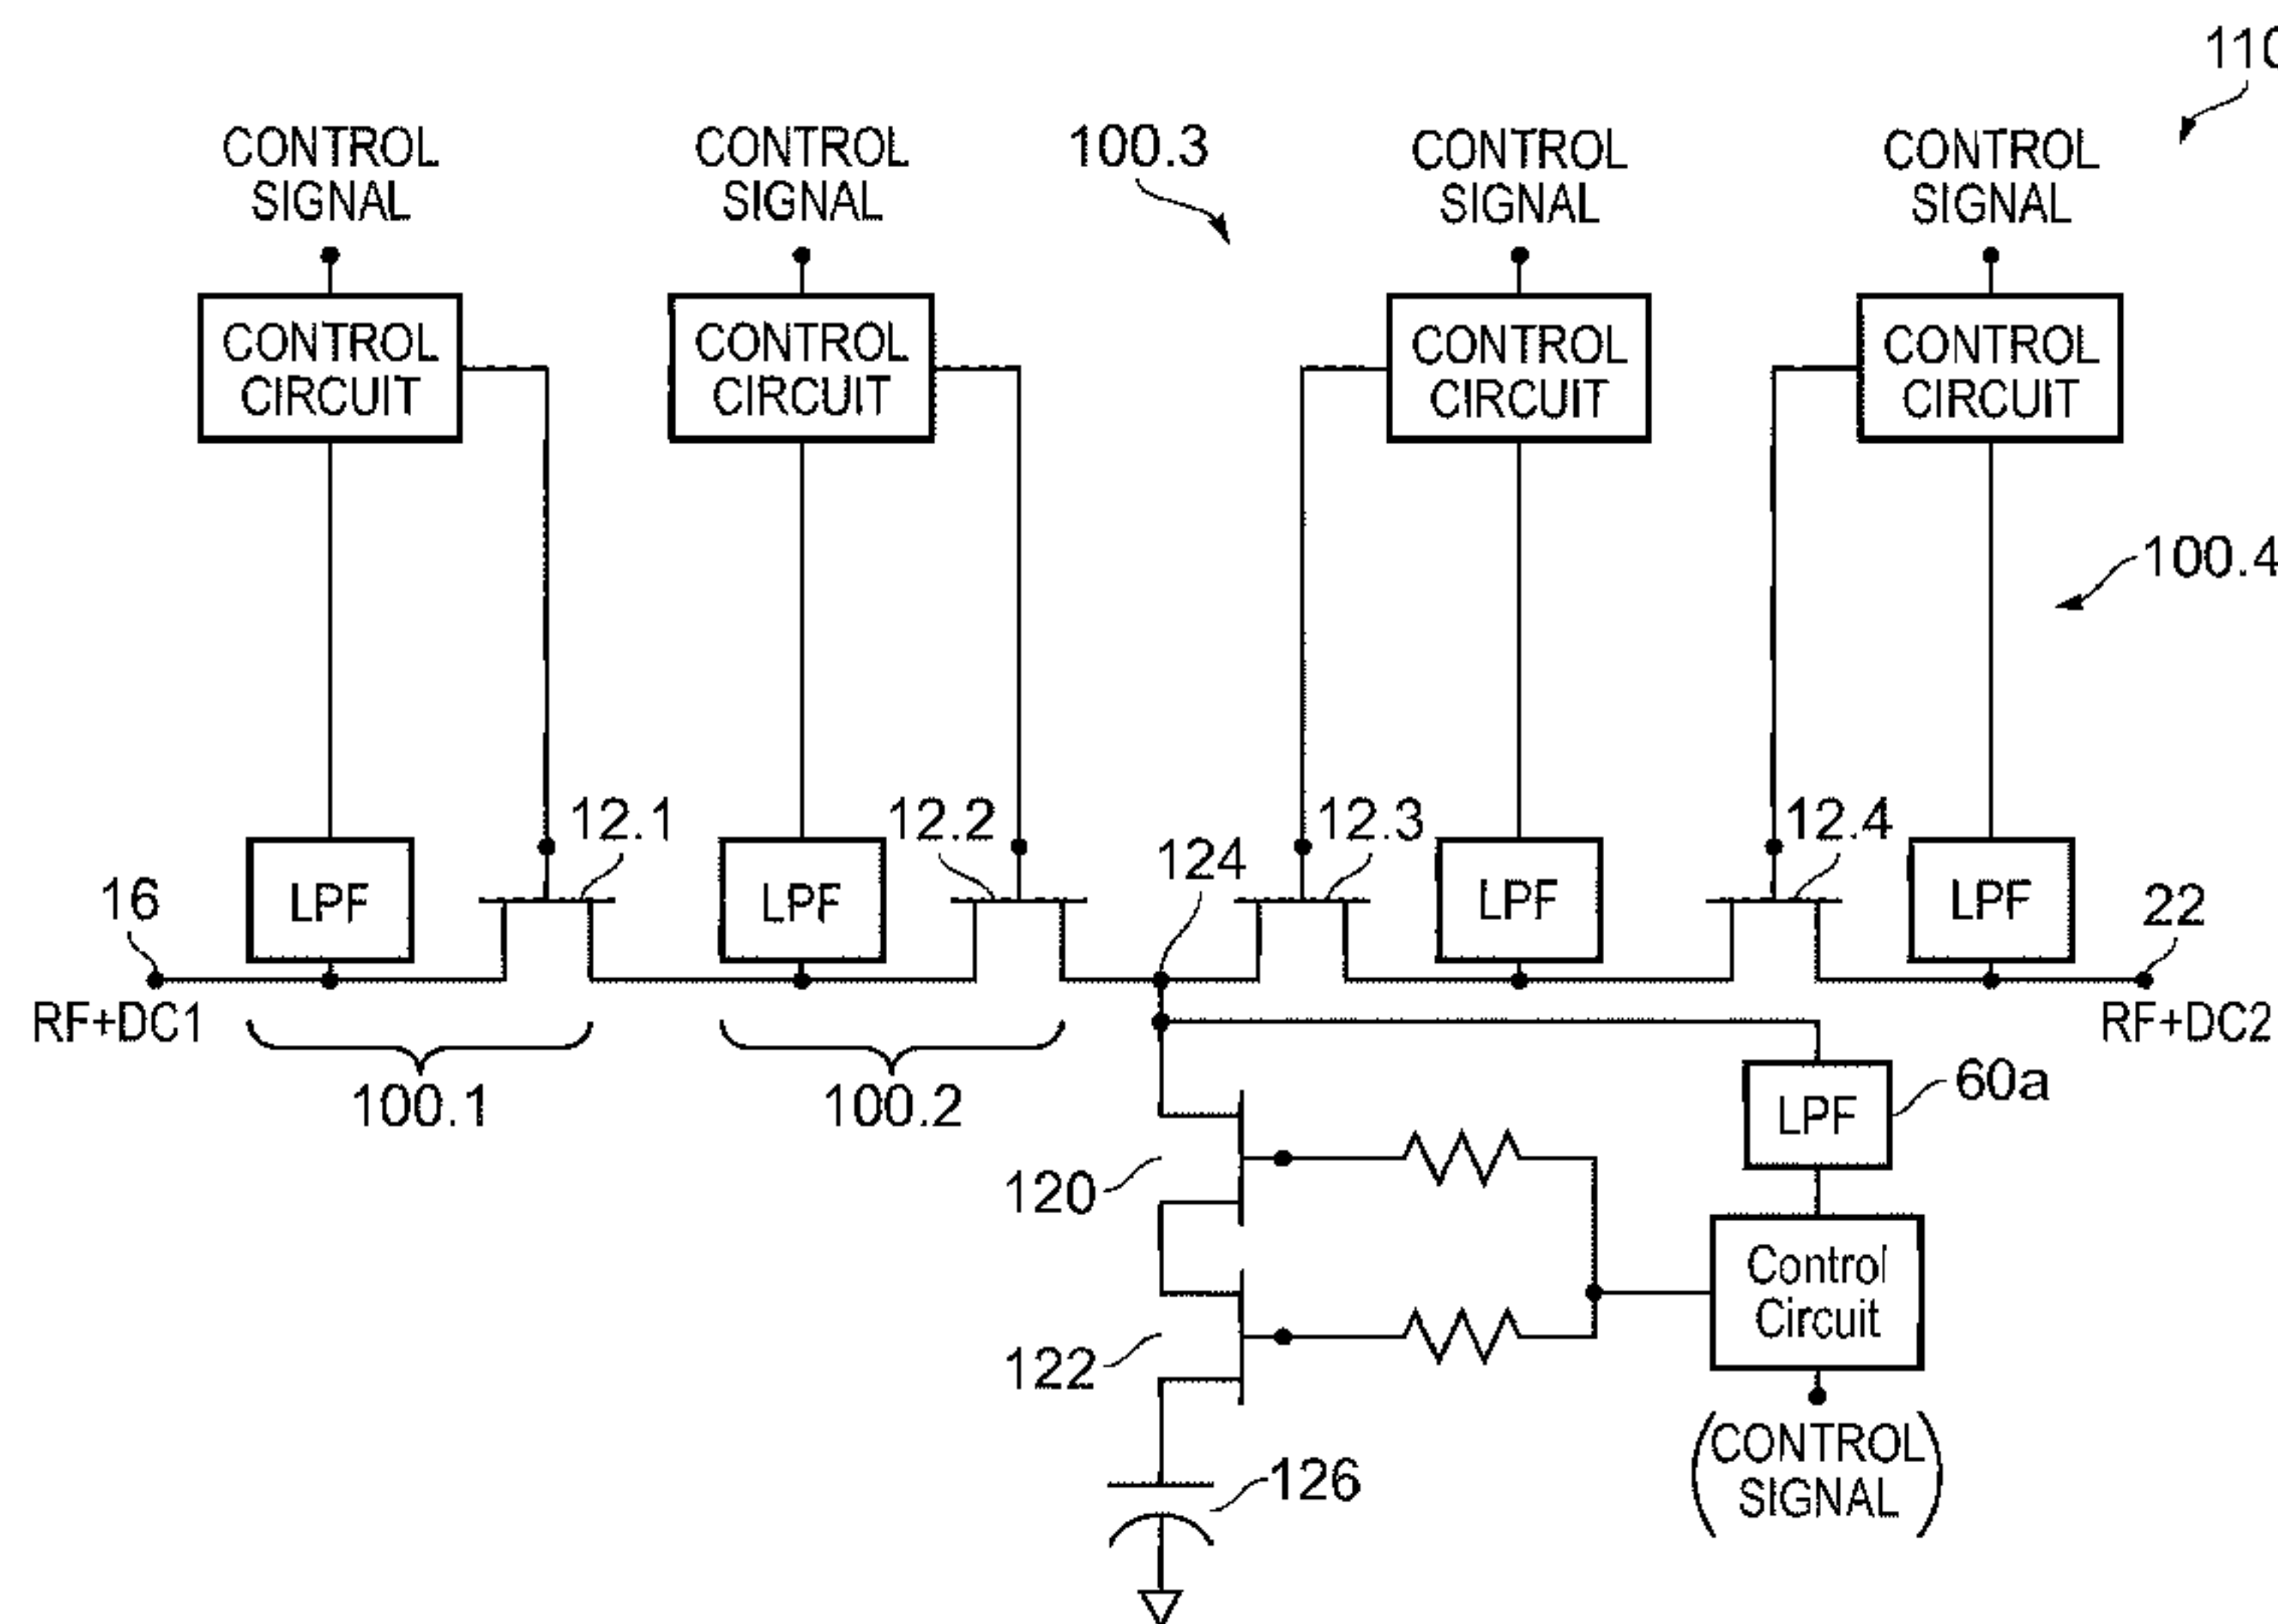 110
CONTROL
SIGNAL
CONTROL
SIGNAL
100.3
CONTROL
SIGNAL
CONTROL
SIGNAL
CONTROL
CIRCUIT
CONTROL
CIRCUIT
CONTROL
CIRCUIT
CONTROL
CIRCUIT
100.4
12.1
12.2
12.3
12.4
124
16
LPF
LPF
LPF
LPF
22
RF+DC1
RF+DC2
100.1
100.2
LPF
60a
120
Control
Circuit
122
(CONTROL
SIGNAL)
126